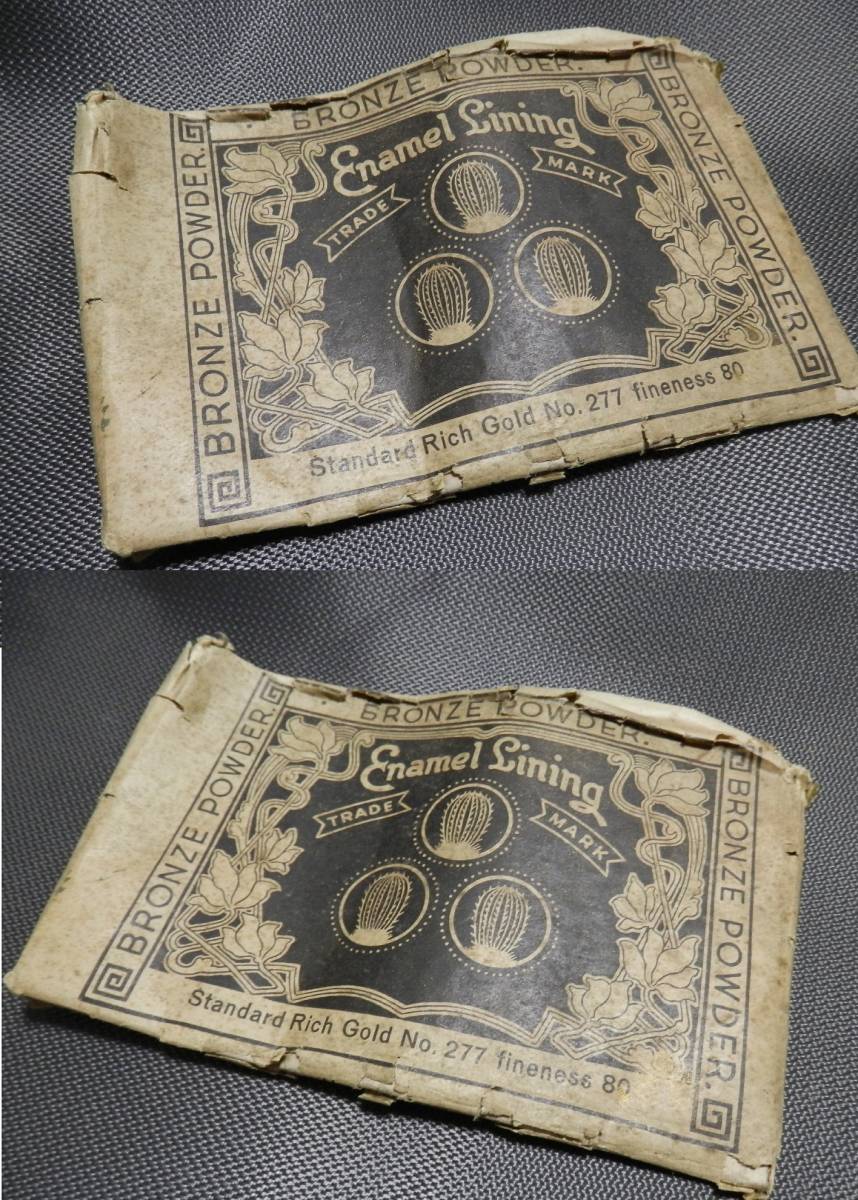 BRONZE POWDER.
BRONZE POWDER.
BRONZE POWDER.
Enamel Lining
TRADE MARK
Standard Rich Gold No. 277 fineness 80
BRONZE POWDER.
BRONZE POWDER.
BRONZE POWDER.
Enamel Lining
TRADE MARK
Standard Rich Gold No. 277 fineness 80